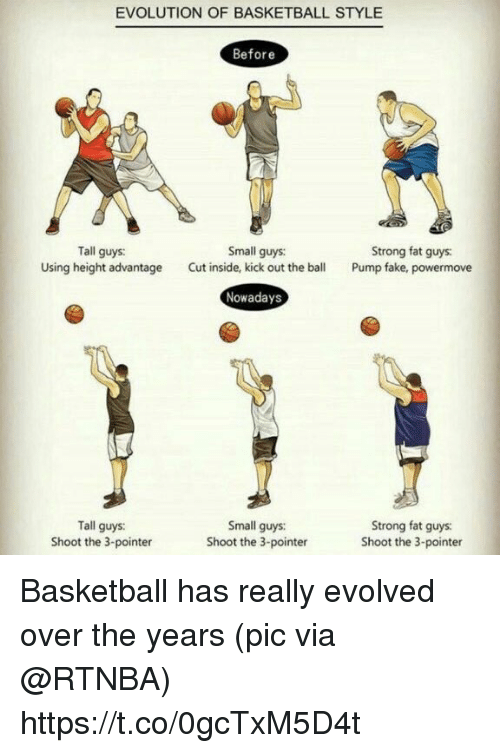 EVOLUTION OF BASKETBALL STYLE
Before
Tall guys:
Using height advantage
Small guys:
Cut inside, kick out the ball
Strong fat guys:
Pump fake, powermove
Nowadays
Tall guys:
Shoot the 3-pointer
Small guys:
Shoot the 3-pointer
Strong fat guys:
Shoot the 3-pointer
Basketball has really evolved
over the years (pic via
@RTNBA)
https://t.co/0gcTxM5D4t